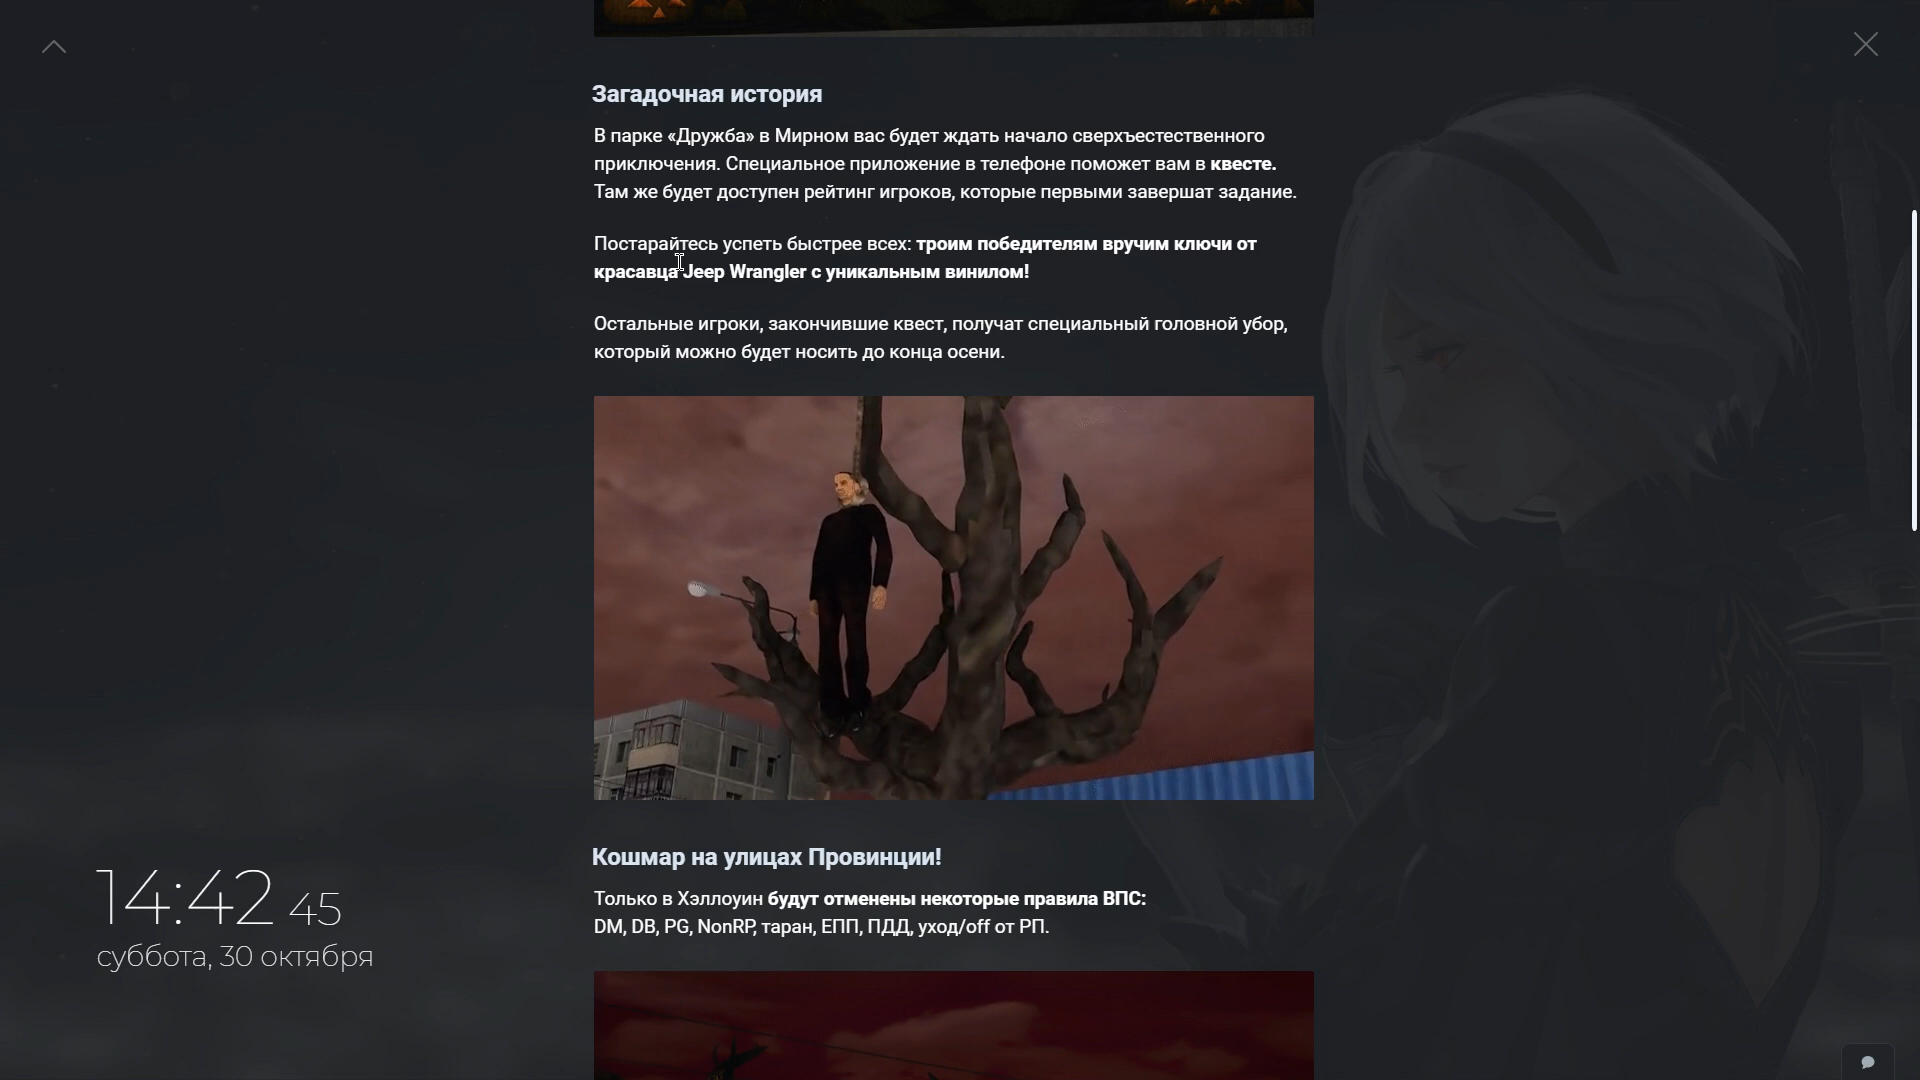 Загадочная история
В парке «Дружба» в Мирном вас будет ждать начало сверхъестественного
приключения. Специальное приложение в телефоне поможет вам в квесте.
Там же будет доступен рейтинг игроков, которые первыми завершат задание.
Постарайтесь успеть быстрее всех: троим победителям вручим ключи от
красавца Jeep Wrangler с уникальным винилом!
Остальные игроки, закончившие квест, получат специальный головной убор,
который можно будет носить до конца осени.
Кошмар на улицах Провинции!
Только в Хэллоуин будут отменены некоторые правила ВПС:
DM, DB, PG, NonRP, таран, ЕПП, ПДД, уход/off от РП.
14:42 45
суббота, 30 октября